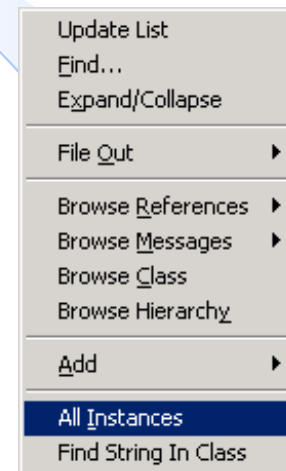 Update List
Find...
Expand/Collapse
File Out
Browse References
Browse Messages
Browse Class
Browse Hierarchy
Add
All Instances
Find String In Class